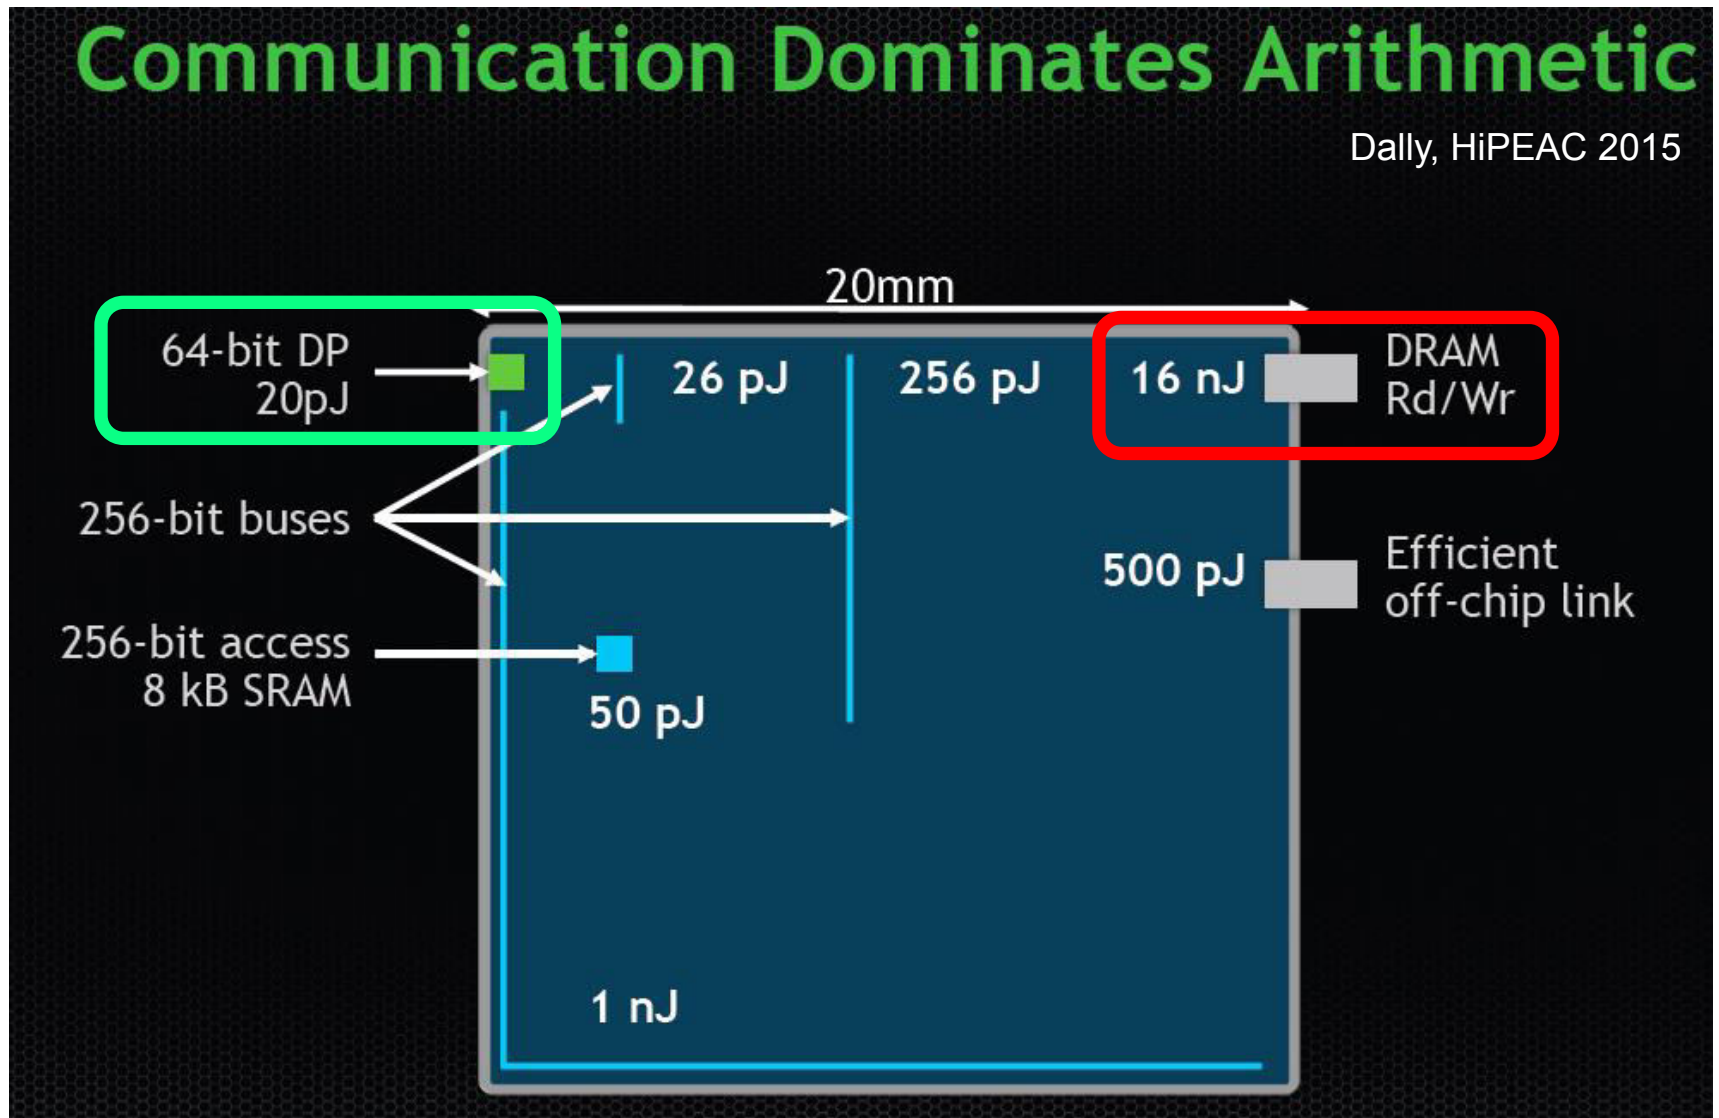 Communication Dominates Arithmetic
Dally, HiPEAC 2015
20mm
64-bit DP
20pJ
26 pJ
256 pJ
16 nJ
DRAM
Rd/Wr
256-bit buses
500 pJ
Efficient
off-chip link
256-bit access
8 kB SRAM
50 pJ
1 nJ